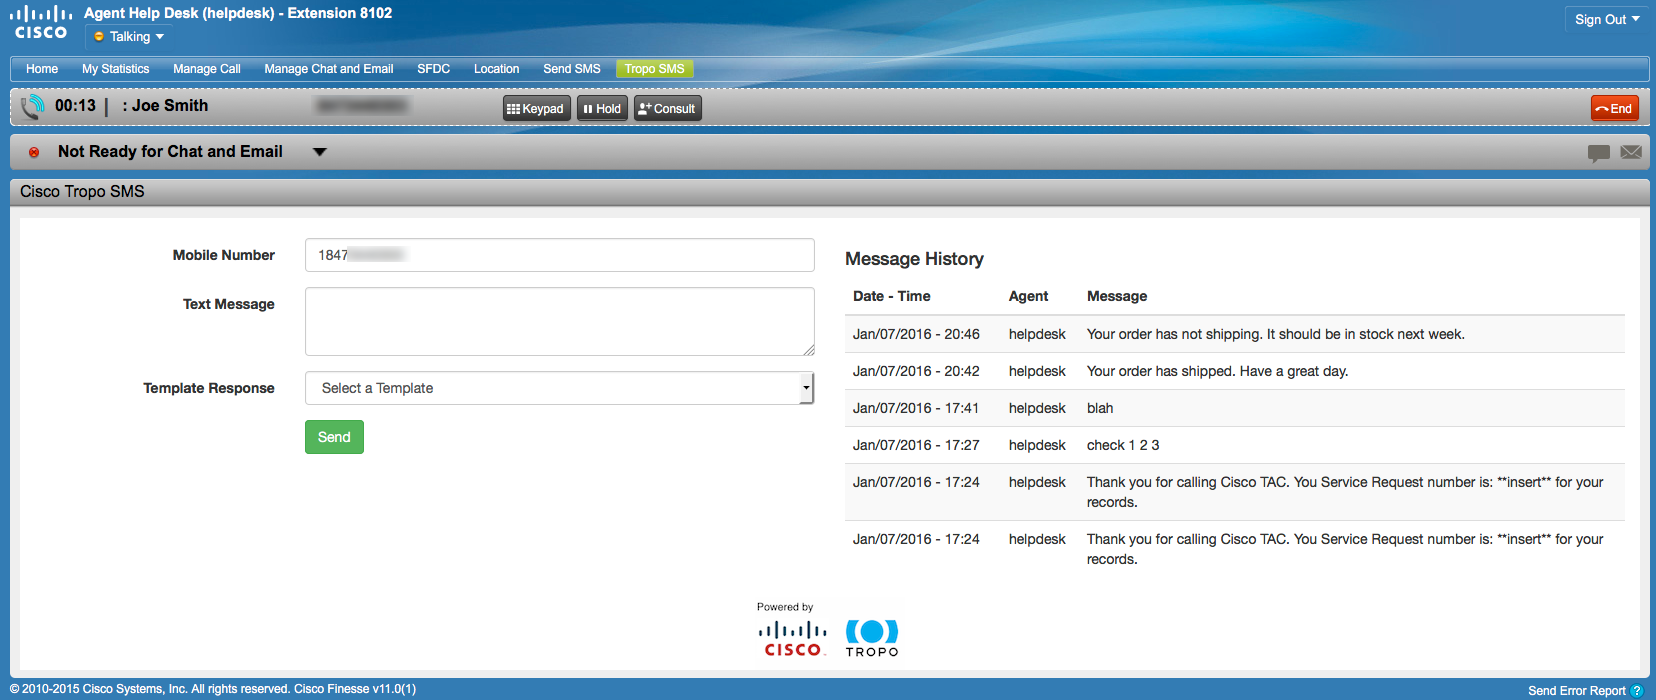 Agent Help Desk (helpdesk) - Extension 8102
CISCO
Talking
Sign Out
Home My Statistics Manage Call Manage Chat and Email SFDC Location Send SMS Tropo SMS
00:13 | : Joe Smith
Keypad Hold Consult End
Not Ready for Chat and Email
Cisco Tropo SMS
Mobile Number 1847
Text Message
Template Response Select a Template
Send
Message History
Date - Time Agent Message
Jan/07/2016 - 20:46 helpdesk Your order has not shipping. It should be in stock next week.
Jan/07/2016 - 20:42 helpdesk Your order has shipped. Have a great day.
Jan/07/2016 - 17:41 helpdesk blah
Jan/07/2016 - 17:27 helpdesk check 1 2 3
Jan/07/2016 - 17:24 helpdesk Thank you for calling Cisco TAC. You Service Request number is: **insert** for your
records.
Jan/07/2016 - 17:24 helpdesk Thank you for calling Cisco TAC. You Service Request number is: **insert** for your
records.
Powered by
CISCO TROPO
© 2010-2015 Cisco Systems, Inc. All rights reserved. Cisco Finesse v11.0(1)
Send Error Report ?